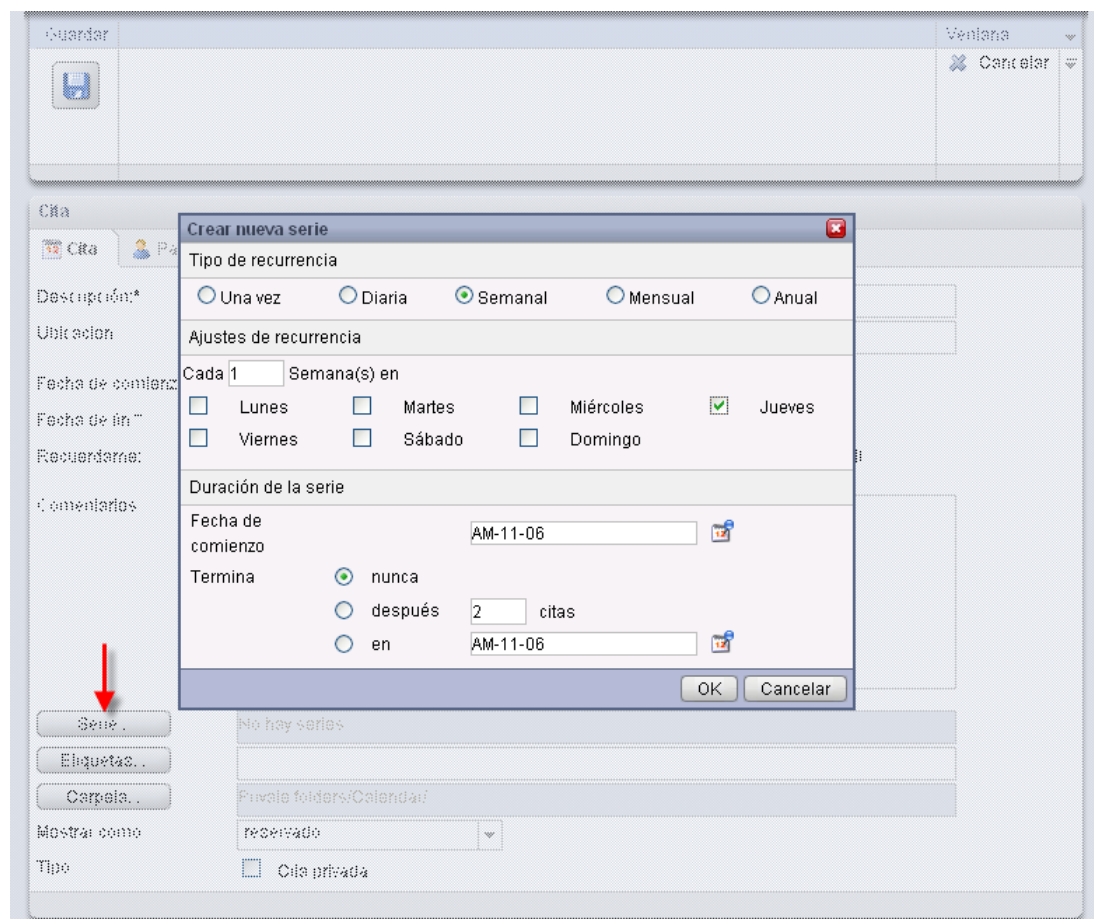 Guardar
Ventana
Cancelar
Cita
Cita
Pa
Descripción:*
Ubicacion
Fecha de comienz
Fecha de fin
Recuerdame:
Comentarios
Crear nueva serie
Tipo de recurrencia
Una vez Diaria Semanal Mensual Anual
Ajustes de recurrencia
Cada 1 Semana(s) en
Lunes Martes Miércoles Jueves
Viernes Sábado Domingo
Duración de la serie
Fecha de
comienzo
AM-11-06
Termina nunca
después 2 citas
en AM-11-06
OK Cancelar
Serie.. No hay series
Etiquetas..
Carpeta.. Private folders/Calendar/
Mostrar como reservado
Tipo Cita privada